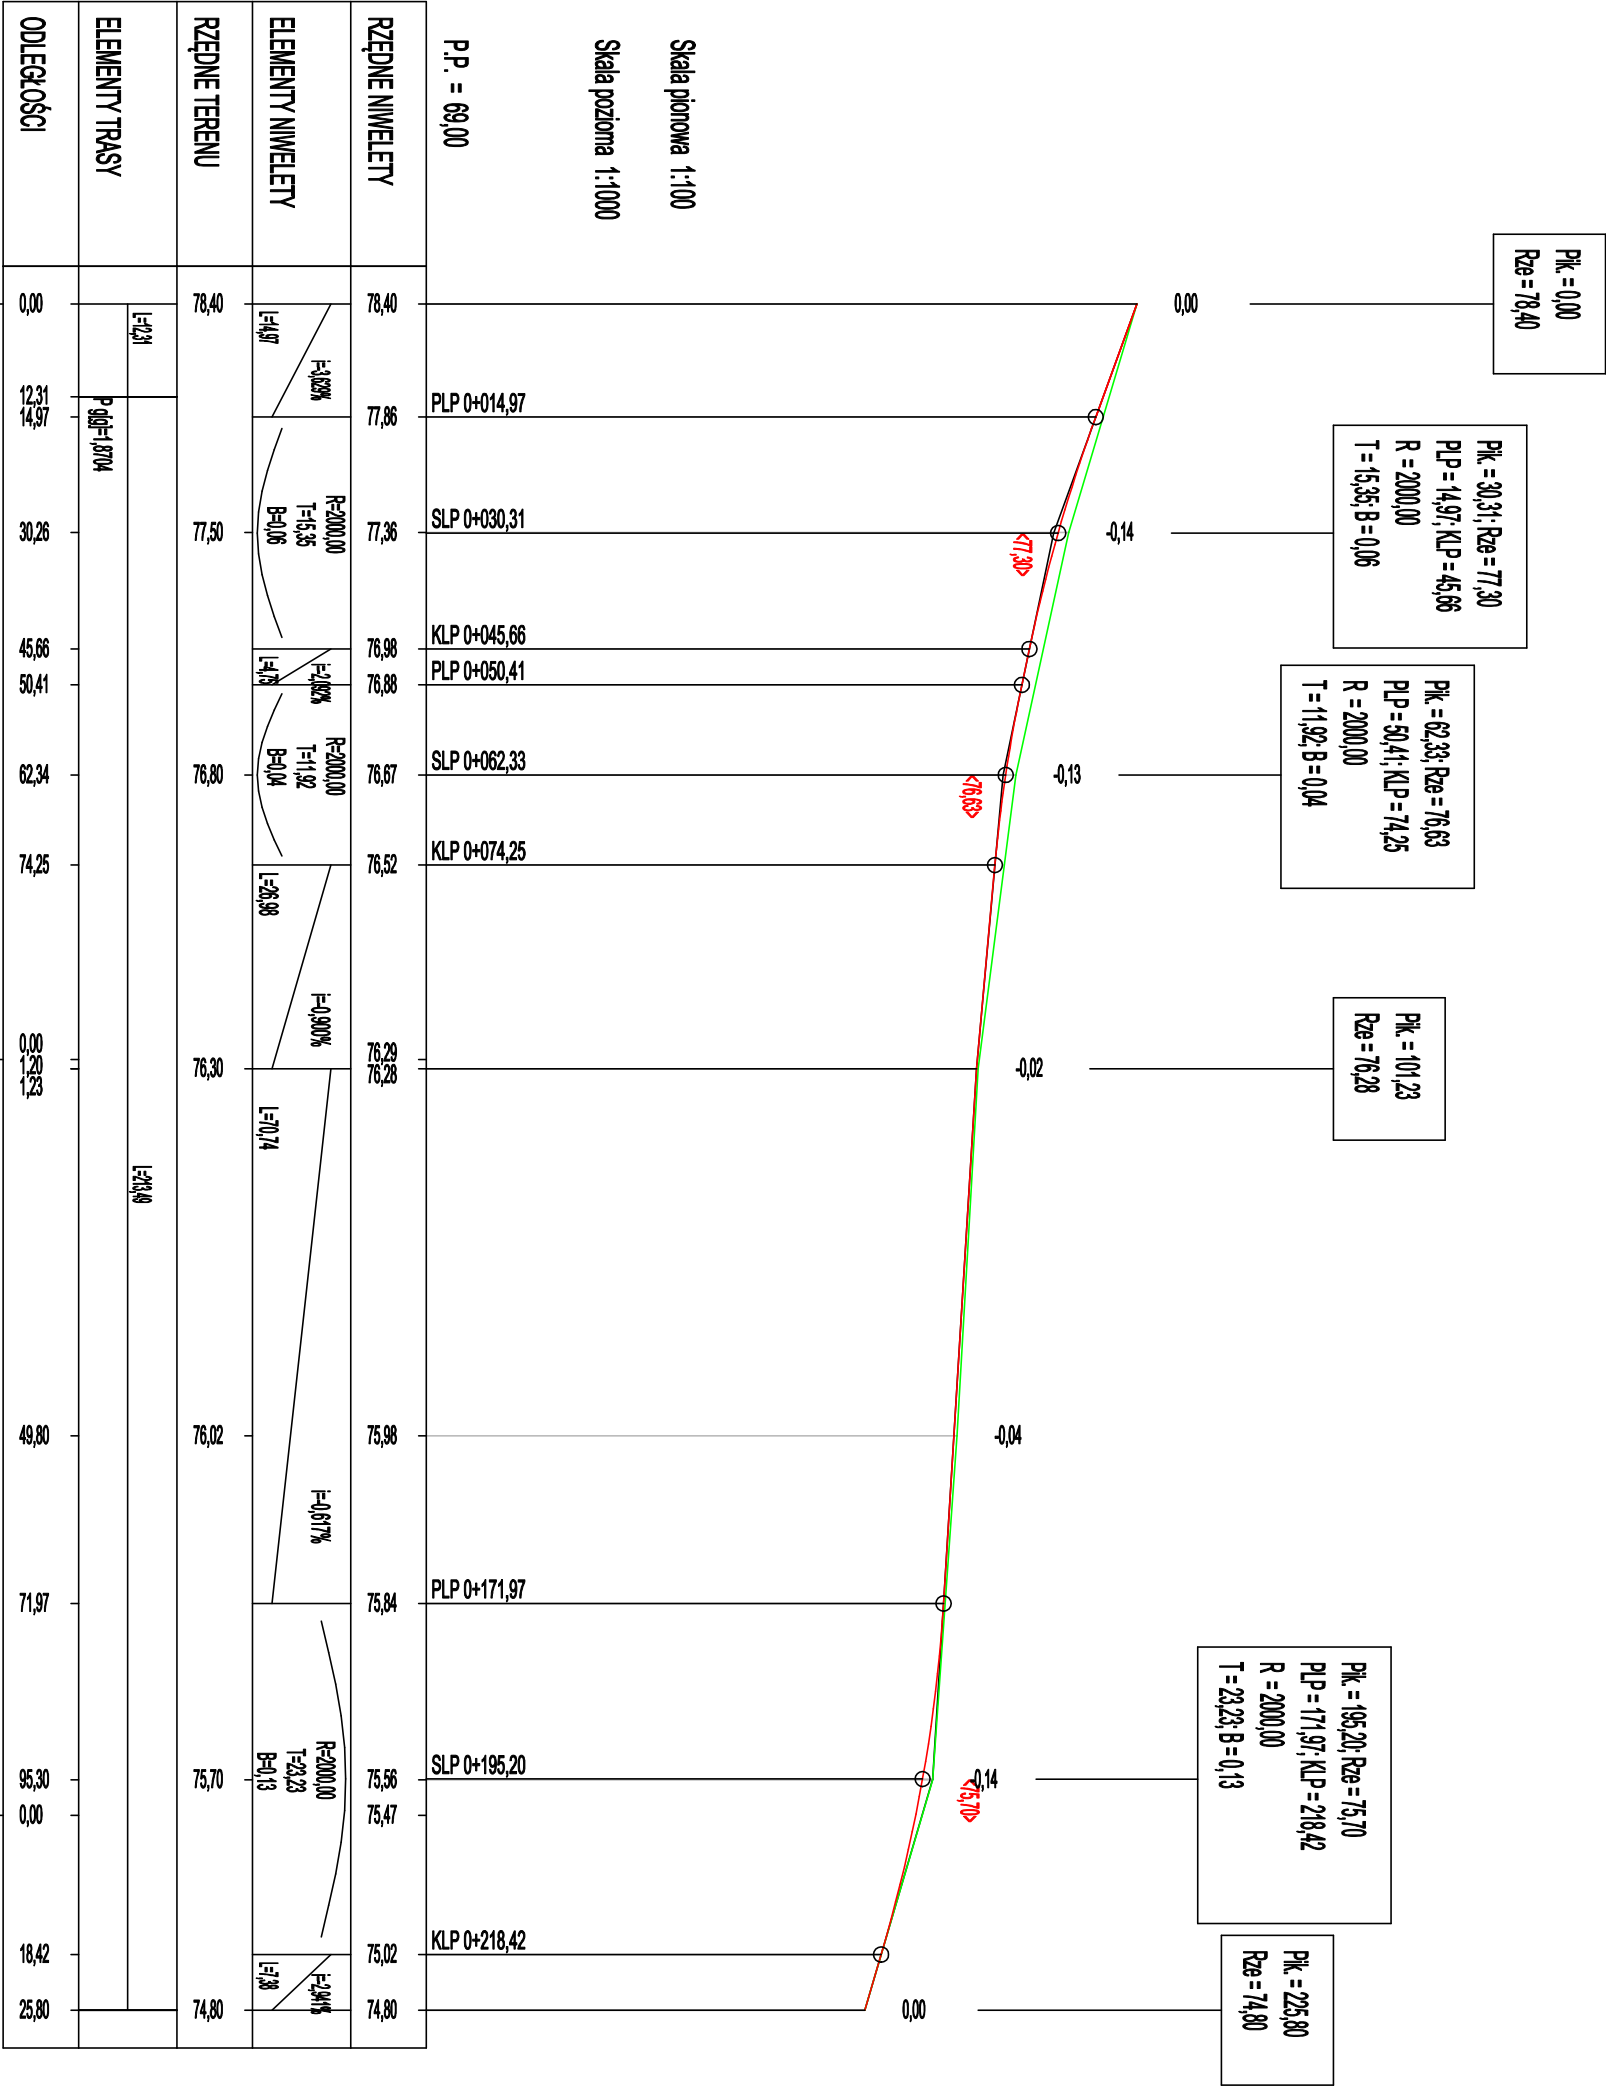 Pik. = 0,00
Rze = 78,40
Pik. = 30,31; Rze = 77,30
PLP = 14,97; KLP = 45,66
R = 2000,00
T = 15,35; B = 0,06
Pik. = 62,33; Rze = 76,63
PLP = 50,41; KLP = 74,25
R = 2000,00
T = 11,92; B = 0,04
Pik. = 101,23
Rze = 76,28
Pik. = 195,20; Rze = 75,70
PLP = 171,97; KLP = 218,42
R = 2000,00
T = 23,23; B = 0,13
Pik. = 225,80
Rze = 74,80
0,00
-0,14
-0,13
-0,02
-0,04
-0,14
0,00
<77,30>
<76,63>
<75,70>
Skala pionowa 1:100
Skala pozioma 1:1000
P.P. = 69,00
PLP 0+014,97
SLP 0+030,31
KLP 0+045,66
PLP 0+050,41
SLP 0+062,33
KLP 0+074,25
PLP 0+171,97
SLP 0+195,20
KLP 0+218,42
RZĘDNE NIWELETY
78,40
77,86
77,36
76,98
76,88
76,67
76,52
76,29
76,28
75,98
75,84
75,56
75,47
75,02
74,80
ELEMENTY NIWELETY
i=-3,629%
L=14,97
R=2000,00
T=15,35
B=0,06
i=-2,092%
L=4,75
R=2000,00
T=11,92
B=0,04
i=-0,900%
L=26,98
i=-0,617%
L=70,74
R=2000,00
T=23,23
B=0,13
i=-2,941%
L=7,38
RZĘDNE TERENU
78,40
77,50
76,80
76,30
76,02
75,70
74,80
ELEMENTY TRASY
L=12,31
P g[g]=1,8704
L=213,49
ODLEGŁOŚCI
0,00
12,31
14,97
30,26
45,66
50,41
62,34
74,25
0,00
1,20
1,23
49,80
71,97
95,30
0,00
18,42
25,80